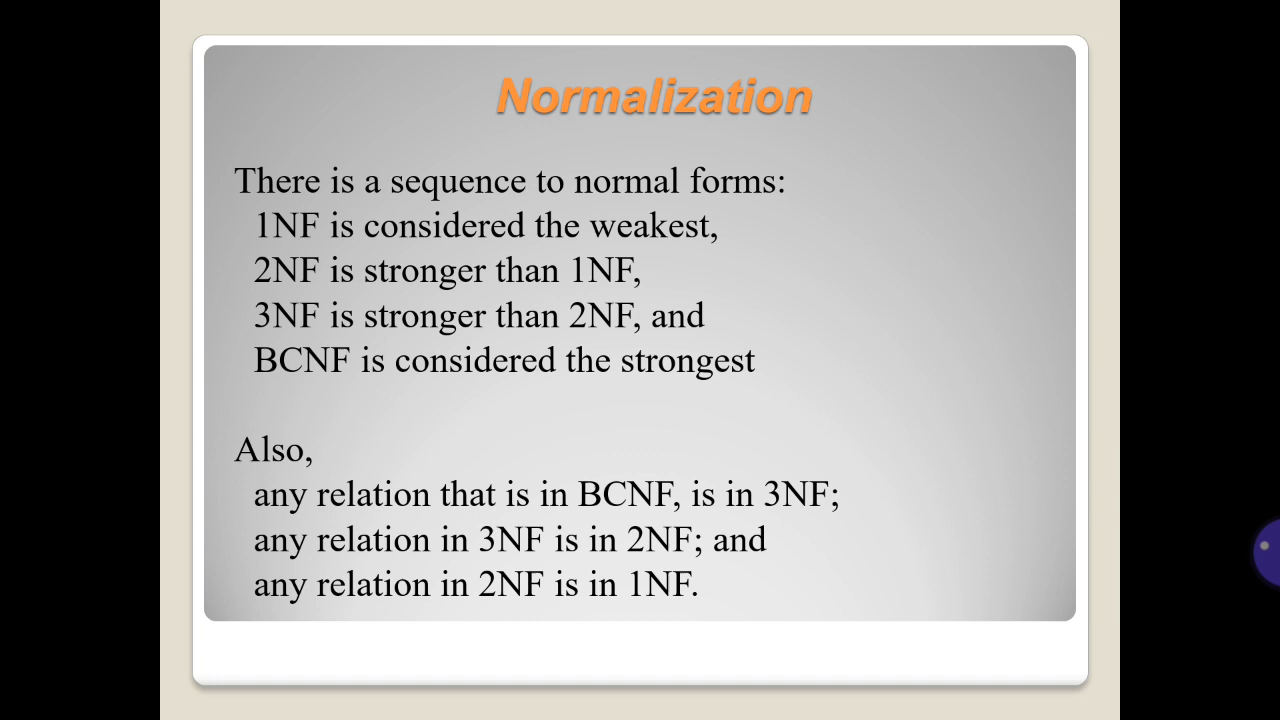 Normalization
There is a sequence to normal forms:
1NF is considered the weakest,
2NF is stronger than 1NF,
3NF is stronger than 2NF, and
BCNF is considered the strongest
Also,
any relation that is in BCNF, is in 3NF;
any relation in 3NF is in 2NF; and
any relation in 2NF is in 1NF.